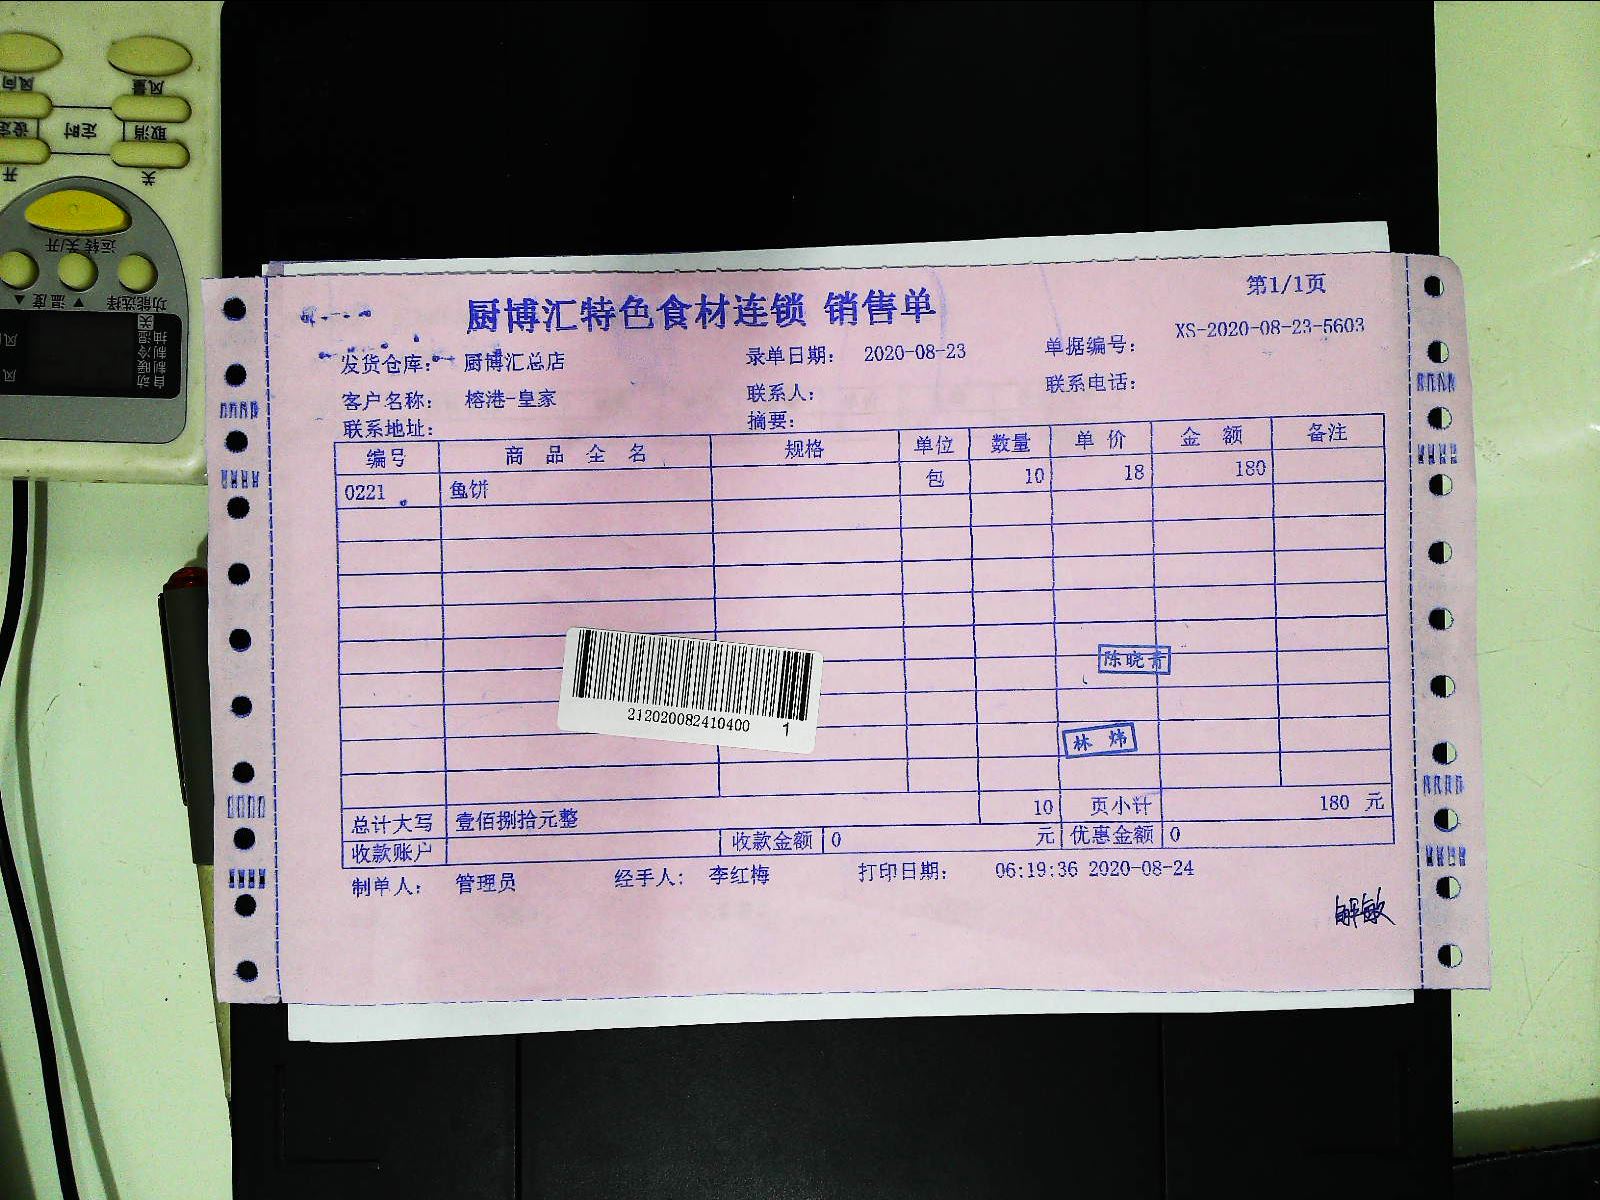 第1/1页
厨博汇特色食材连锁 销售单
XS-2020-08-23-5603
发货仓库: 厨博汇总店 录单日期: 2020-08-23 单据编号:
客户名称: 榕港-皇家 联系人: 联系电话:
联系地址: 摘要:
编号 商品全名 规格 单位 数量 单价 金额 备注
0221 鱼饼 包 10 18 180
陈晓青
212020082410400 1
林炜
总计大写 壹佰捌拾元整 10 页小计 180 元
收款账户 收款金额 0 元 优惠金额 0
制单人: 管理员 经手人: 李红梅 打印日期: 06:19:36 2020-08-24
解敏
风向 风量
设定 定时 取消
开 关
运转 关/开
▲ 温度 ▼ 功能选择